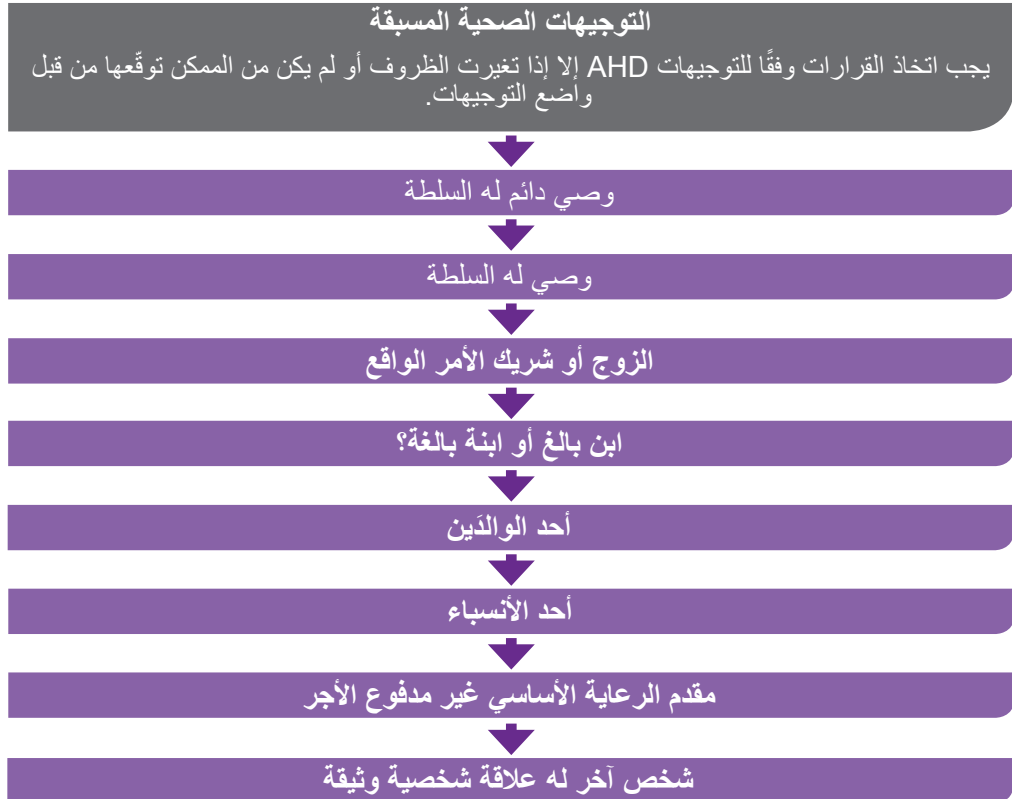 التوجيهات الصحية المسبقة
يجب اتخاذ القرارات وفقًا للتوجيهات AHD إلا إذا تغيرت الظروف أو لم يكن من الممكن توقّعها من قبل
واضع التوجيهات.
وصي دائم له السلطة
وصي له السلطة
الزوج أو شريك الأمر الواقع
ابن بالغ أو ابنة بالغة؟
أحد الوالدَين
أحد الأنسباء
مقدم الرعاية الأساسي غير مدفوع الأجر
شخص آخر له علاقة شخصية وثيقة